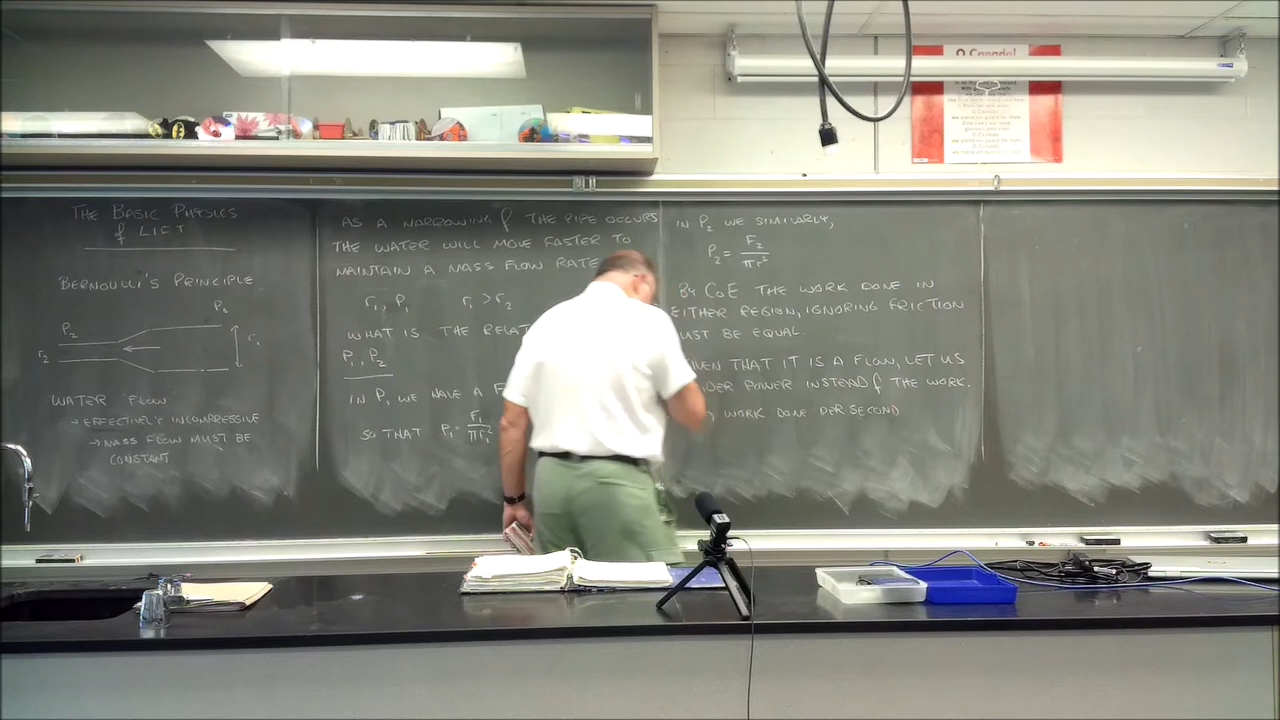 THE BASIC PHYSICS
of LIFT
BERNOULLI'S PRINCIPLE
P₁
P₂
r₂
r₁
WATER "FLOW"
→ EFFECTIVELY INCOMPRESSIVE
→ MASS FLOW MUST BE
CONSTANT
AS A NARROWING of THE PIPE OCCURS
THE WATER WILL MOVE FASTER TO
MAINTAIN A MASS FLOW RATE
r₁, P₁ r₁ > r₂
WHAT IS THE RELAT
P₁, P₂
IN P₁ WE HAVE A F
SO THAT P₁ = F₁/πr₁²
IN P₂ WE SIMILARLY,
P₂ = F₂/πr²
BY CoE THE WORK DONE IN
EITHER REGION, IGNORING FRICTION
MUST BE EQUAL.
THAT IT IS A FLOW, LET US
POWER INSTEAD of THE WORK.
WORK DONE PER SECOND
O Canada!